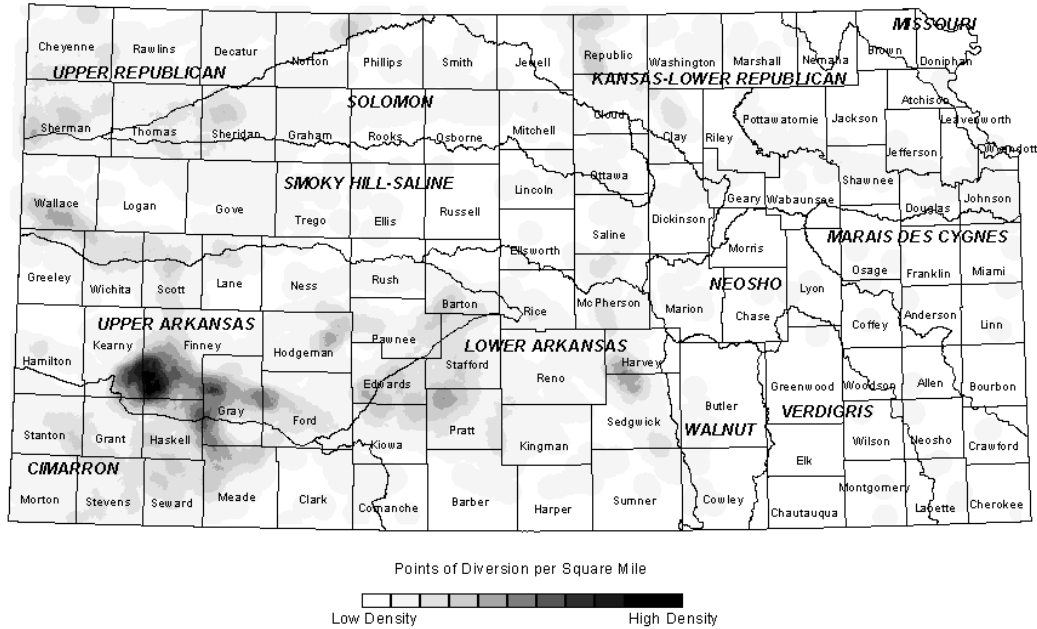 MISSOURI
Cheyenne Rawlins Decatur Norton Phillips Smith Jewell Republic Washington Marshall Nemaha Brown Doniphan
UPPER REPUBLICAN KANSAS-LOWER REPUBLICAN
SOLOMON
Sherman Thomas Sheridan Graham Rooks Osborne Mitchell Cloud Clay Riley Pottawatomie Jackson Atchison Leavenworth
Jefferson
SMOKY HILL-SALINE
Wallace Logan Gove Trego Ellis Russell Lincoln Ottawa Dickinson Geary Wabaunsee Shawnee Douglas Johnson
Saline Ellsworth Morris
MARAIS DES CYGNES
Greeley Wichita Scott Lane Ness Rush Barton Rice McPherson Marion Chase Lyon Osage Franklin Miami
NEOSHO
UPPER ARKANSAS
LOWER ARKANSAS
Hamilton Kearny Finney Hodgeman Pawnee Stafford Reno Harvey Coffey Anderson Linn
Edwards Butler Greenwood Woodson Allen Bourbon
VERDIGRIS
WALNUT
Stanton Grant Haskell Gray Ford Kiowa Pratt Kingman Sedgwick Elk Wilson Neosho Crawford
CIMARRON
Morton Stevens Seward Meade Clark Comanche Barber Harper Sumner Cowley Chautauqua Montgomery Labette Cherokee
Points of Diversion per Square Mile
Low Density High Density